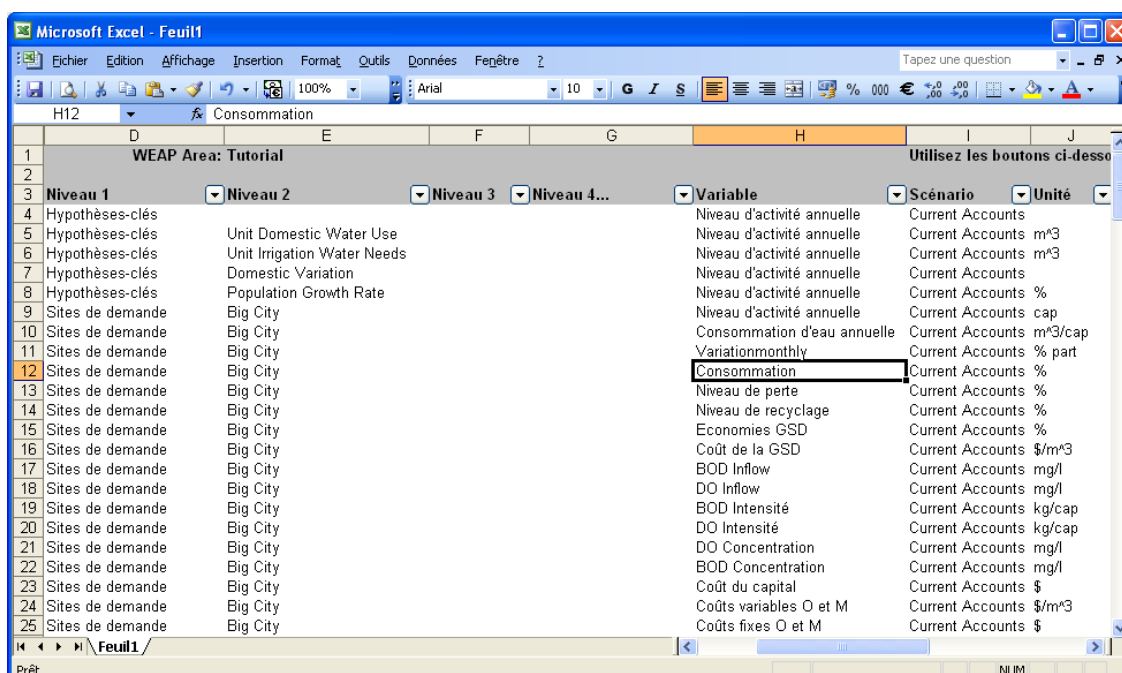 Microsoft Excel - Feuil1
Fichier Edition Affichage Insertion Format Outils Données Fenêtre ? Tapez une question
100% Arial 10 G I S % 000 €
H12 fx Consommation
D E F G H I J
1 WEAP Area: Tutorial Utilisez les boutons ci-desso
2
3 Niveau 1 Niveau 2 Niveau 3 Niveau 4... Variable Scénario Unité
4 Hypothèses-clés Niveau d'activité annuelle Current Accounts
5 Hypothèses-clés Unit Domestic Water Use Niveau d'activité annuelle Current Accounts m^3
6 Hypothèses-clés Unit Irrigation Water Needs Niveau d'activité annuelle Current Accounts m^3
7 Hypothèses-clés Domestic Variation Niveau d'activité annuelle Current Accounts
8 Hypothèses-clés Population Growth Rate Niveau d'activité annuelle Current Accounts %
9 Sites de demande Big City Niveau d'activité annuelle Current Accounts cap
10 Sites de demande Big City Consommation d'eau annuelle Current Accounts m^3/cap
11 Sites de demande Big City Variationmonthly Current Accounts % part
12 Sites de demande Big City Consommation Current Accounts %
13 Sites de demande Big City Niveau de perte Current Accounts %
14 Sites de demande Big City Niveau de recyclage Current Accounts %
15 Sites de demande Big City Economies GSD Current Accounts %
16 Sites de demande Big City Coût de la GSD Current Accounts $/m^3
17 Sites de demande Big City BOD Inflow Current Accounts mg/l
18 Sites de demande Big City DO Inflow Current Accounts mg/l
19 Sites de demande Big City BOD Intensité Current Accounts kg/cap
20 Sites de demande Big City DO Intensité Current Accounts kg/cap
21 Sites de demande Big City DO Concentration Current Accounts mg/l
22 Sites de demande Big City BOD Concentration Current Accounts mg/l
23 Sites de demande Big City Coût du capital Current Accounts $
24 Sites de demande Big City Coûts variables O et M Current Accounts $/m^3
25 Sites de demande Big City Coûts fixes O et M Current Accounts $
Feuil1
Prêt NUM